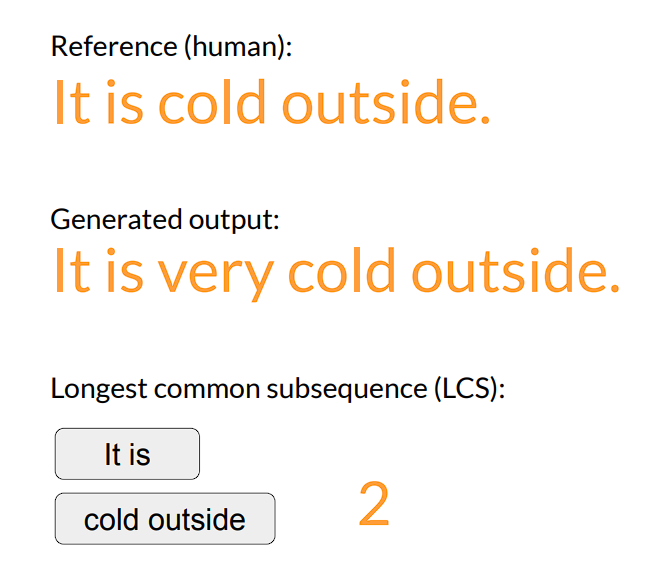 Reference (human):
It is cold outside.
Generated output:
It is very cold outside.
Longest common subsequence (LCS):
It is
cold outside
2